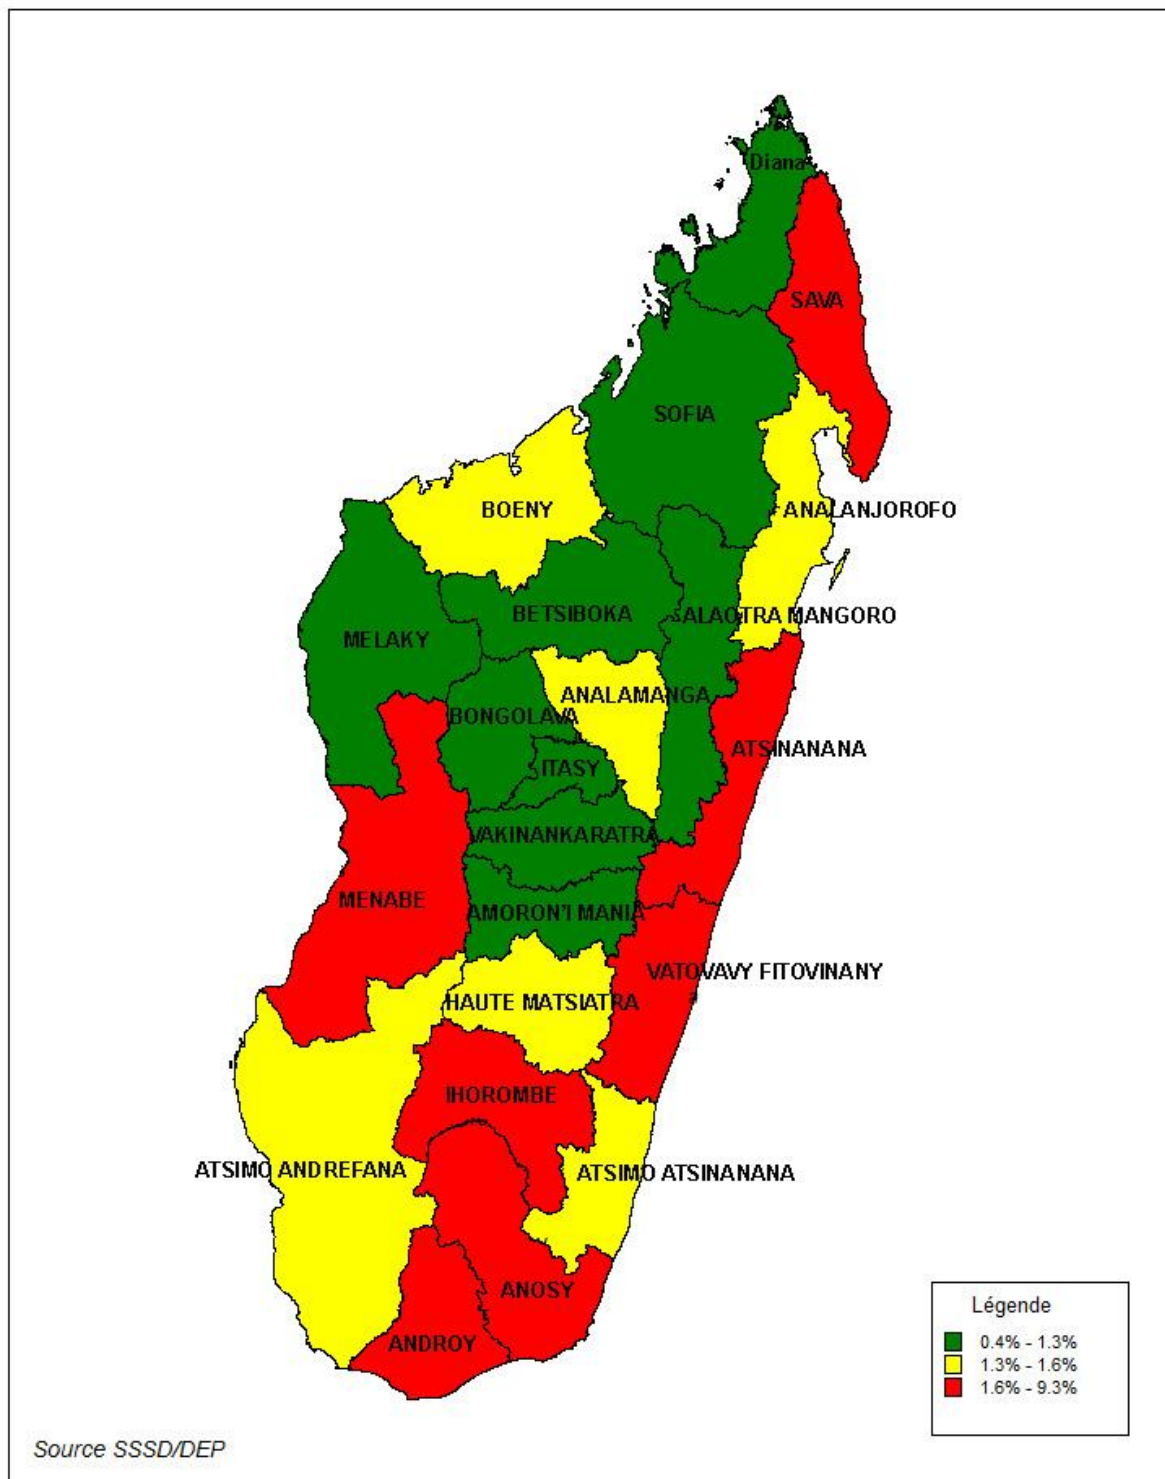 Diana
SAVA
SOFIA
BOENY
ANALANJOROFO
BETSIBOKA
ALAOTRA MANGORO
MELAKY
ANALAMANGA
BONGOLAVA
ATSINANANA
ITASY
VAKINANKARATRA
MENABE
AMORON'I MANIA
VATOVAVY FITOVINANY
HAUTE MATSIATRA
IHOROMBE
ATSIMO ANDREFANA
ATSIMO ATSINANANA
ANOSY
ANDROY
Légende
0.4% - 1.3%
1.3% - 1.6%
1.6% - 9.3%
Source SSSD/DEP